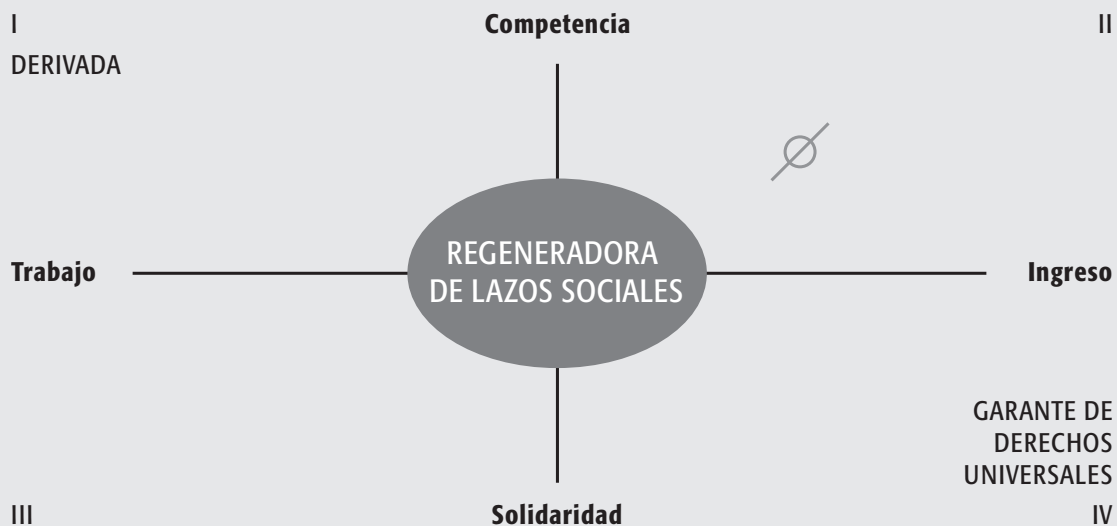 I
Competencia
II
DERIVADA
REGENERADORA
DE LAZOS SOCIALES
Trabajo
Ingreso
GARANTE DE
DERECHOS
UNIVERSALES
III
Solidaridad
IV